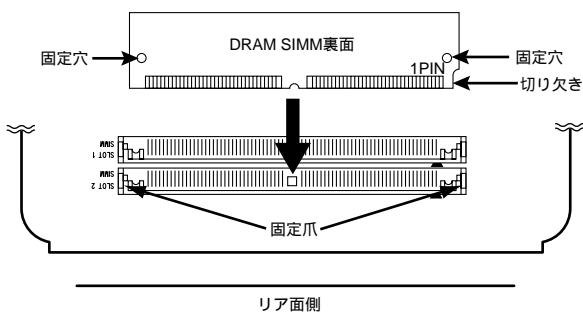 DRAM SIMM裏面
固定穴
固定穴
1PIN
切り欠き
SIMM
SLOT 1
SIMM
SLOT 2
固定爪
リア面側